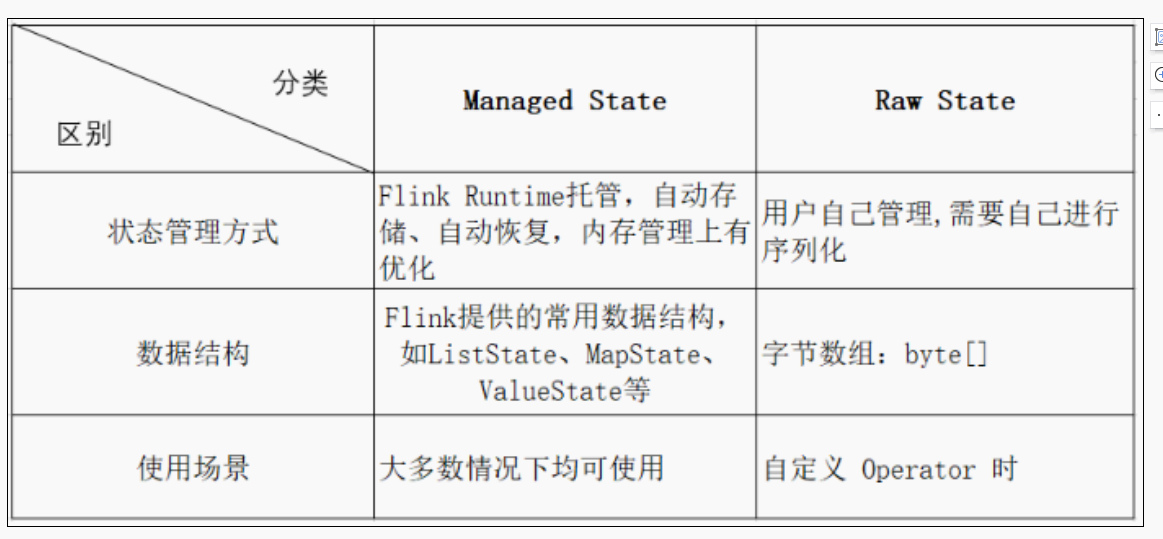 分类
区别
Managed State
Raw State
状态管理方式
Flink Runtime托管，自动存
储、自动恢复，内存管理上有
优化
用户自己管理,需要自己进行
序列化
数据结构
Flink提供的常用数据结构，
如ListState、MapState、
ValueState等
字节数组：byte[]
使用场景
大多数情况下均可使用
自定义 Operator 时